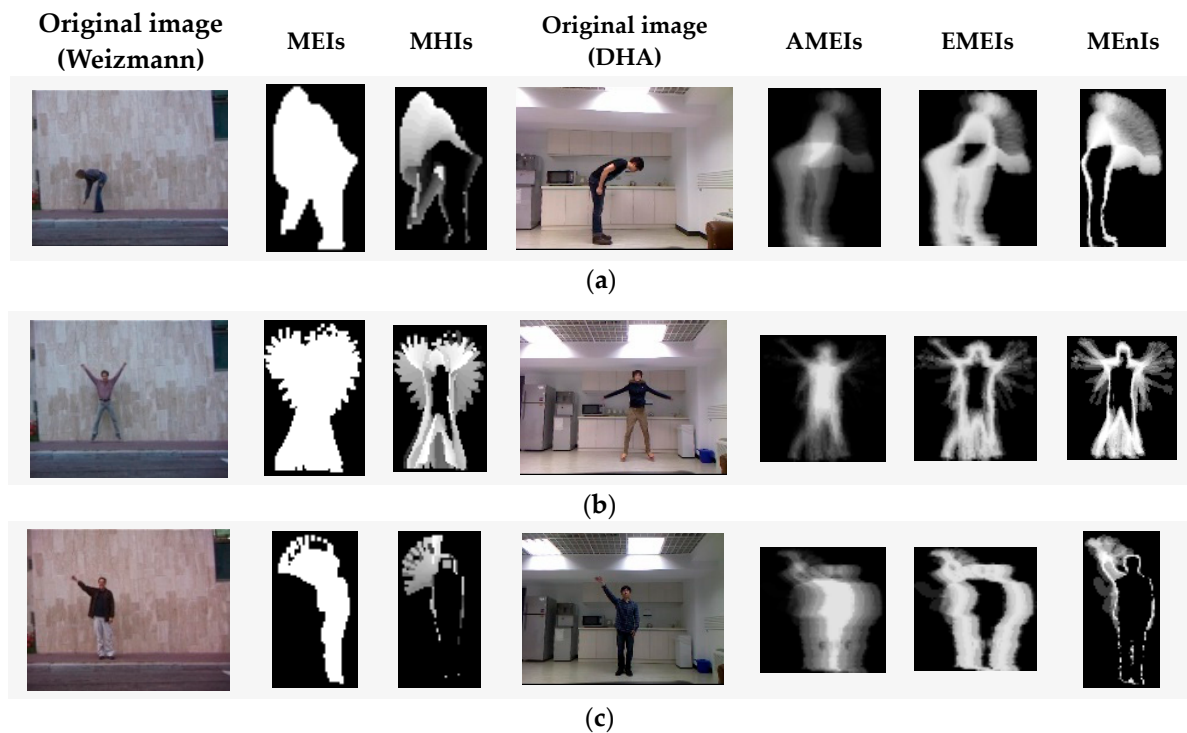 Original image
(Weizmann)
MEIs
MHIs
Original image
(DHA)
AMEIs
EMEIs
MEnIs
(a)
(b)
(c)